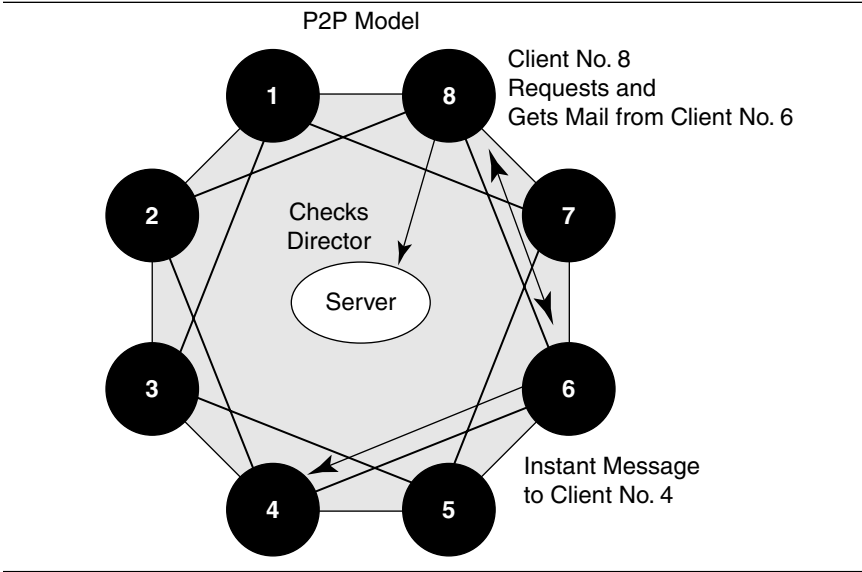 P2P Model
Client No. 8
Requests and
Gets Mail from Client No. 6
1
8
2
7
Checks
Director
Server
3
6
Instant Message
to Client No. 4
4
5